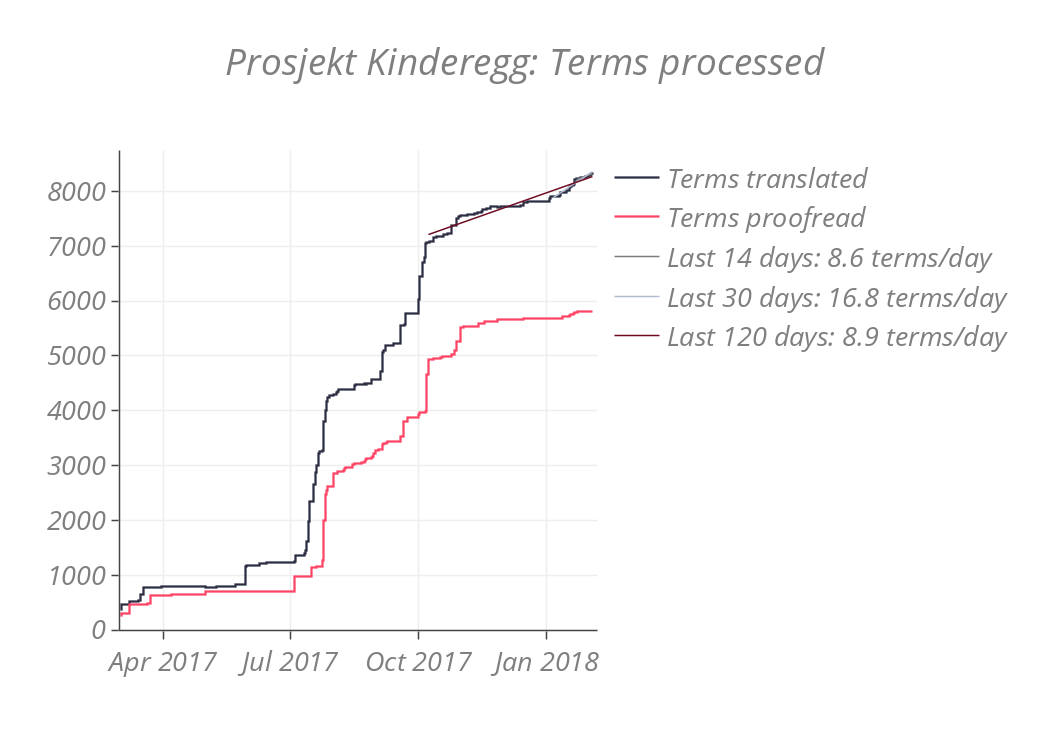 Prosjekt Kinderegg: Terms processed
8000
7000
6000
5000
4000
3000
2000
1000
0
Apr 2017 Jul 2017 Oct 2017 Jan 2018
Terms translated
Terms proofread
Last 14 days: 8.6 terms/day
Last 30 days: 16.8 terms/day
Last 120 days: 8.9 terms/day